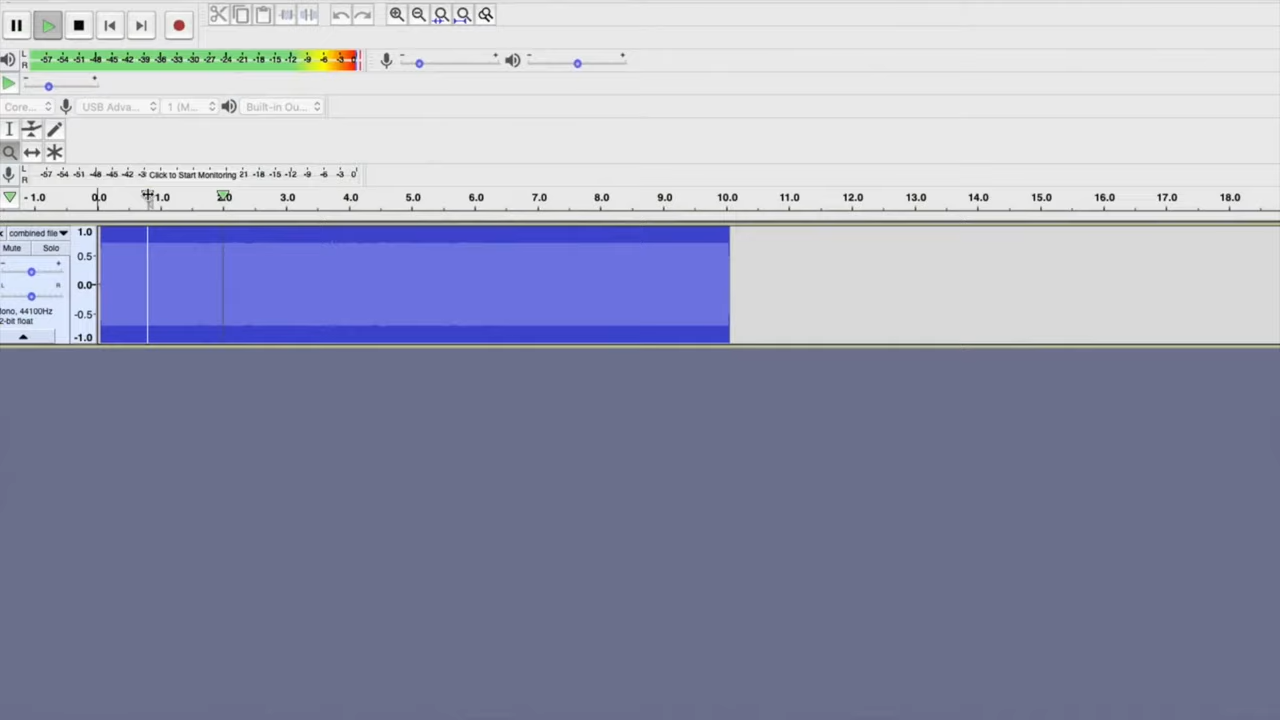 L
R
-57 -54 -51 -48 -45 -42 -39 -36 -33 -30 -27 -24 -21 -18 -15 -12 -9 -6 -3 0
- +
- +
- +
Core... USB Adva... 1 (M... Built-in Ou...
L
R
-57 -54 -51 -48 -45 -42 -3 Click to Start Monitoring 21 -18 -15 -12 -9 -6 -3 0
- 1.0 0.0 1.0 2.0 3.0 4.0 5.0 6.0 7.0 8.0 9.0 10.0 11.0 12.0 13.0 14.0 15.0 16.0 17.0 18.0
combined file 1.0
Mute Solo
- + 0.5-
L R 0.0-
ono, 44100Hz
2-bit float -0.5-
-1.0